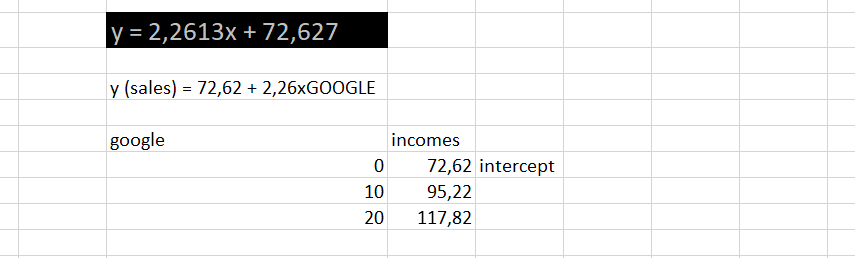 y = 2,2613x + 72,627
y (sales) = 72,62 + 2,26xGOOGLE
google incomes
0 72,62 intercept
10 95,22
20 117,82